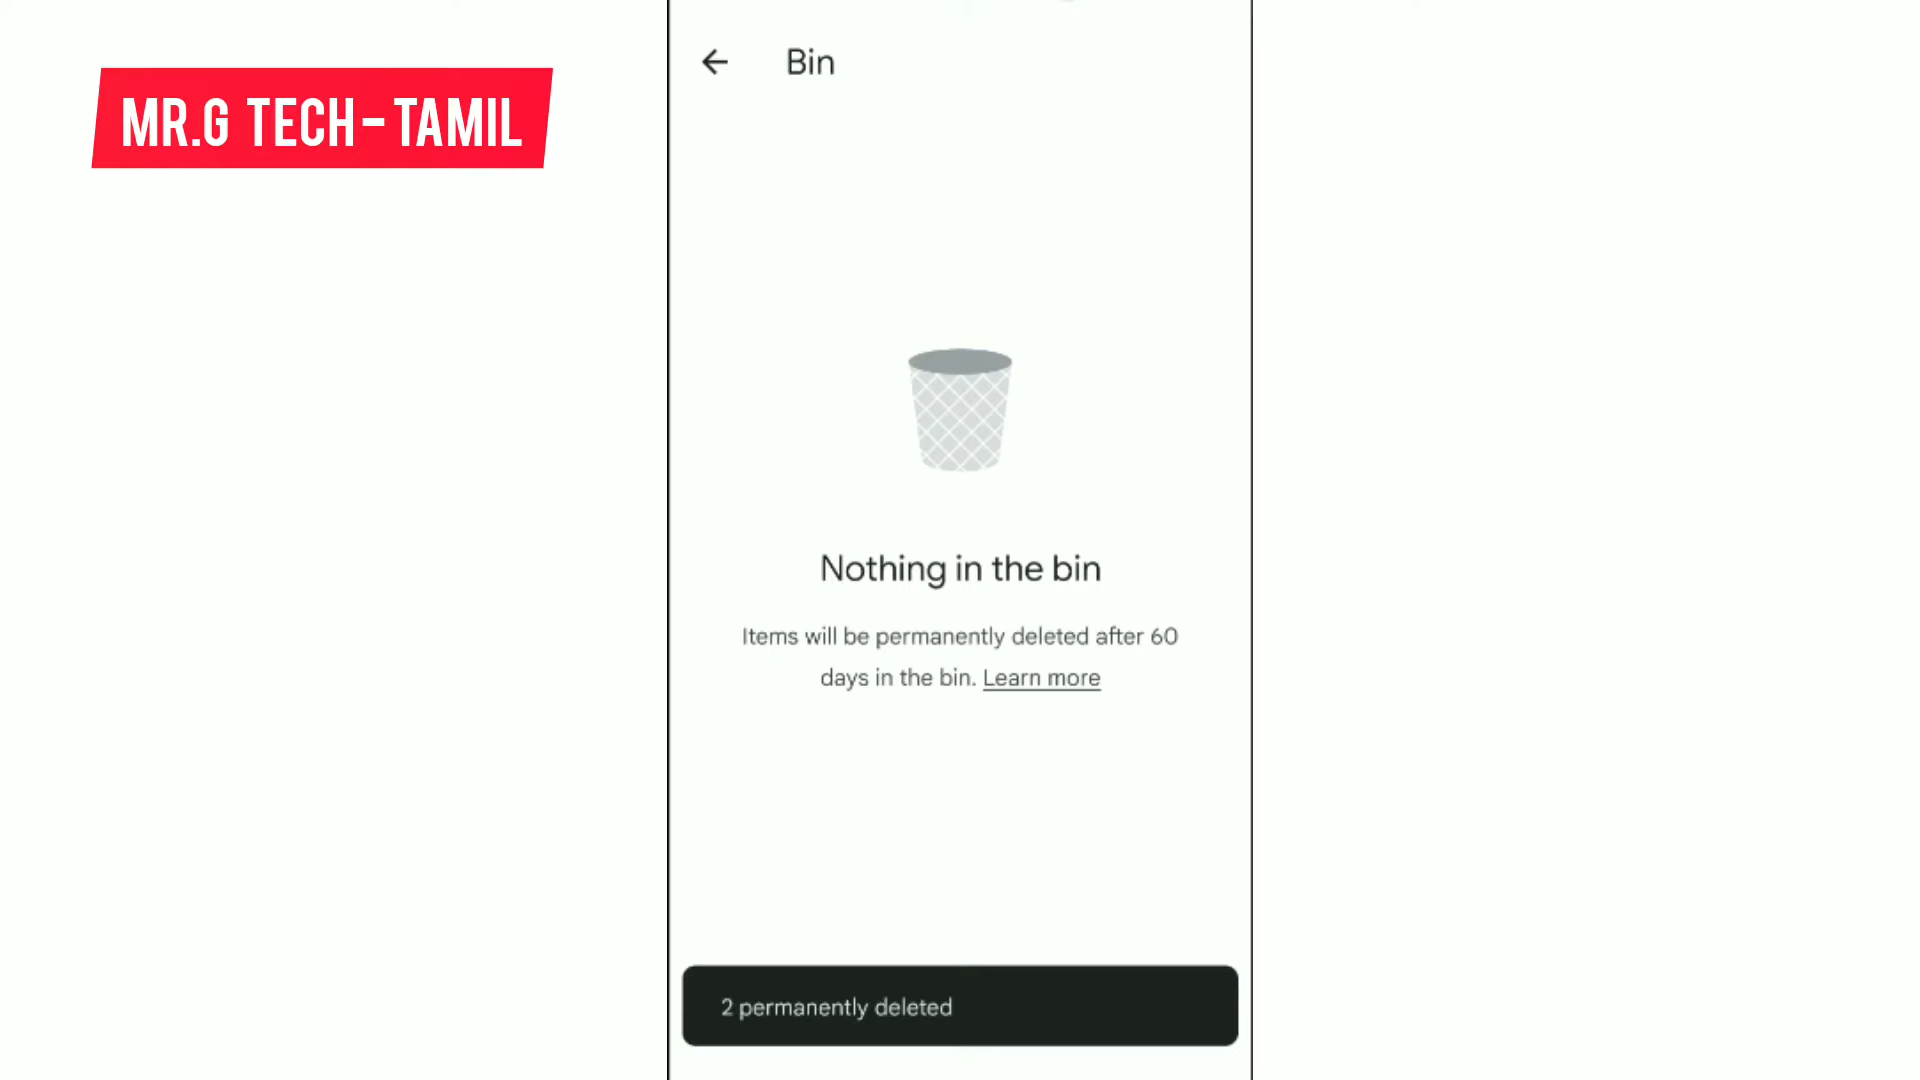 MR.G TECH-TAMIL
Bin
Nothing in the bin
Items will be permanently deleted after 60
days in the bin. Learn more
2 permanently deleted